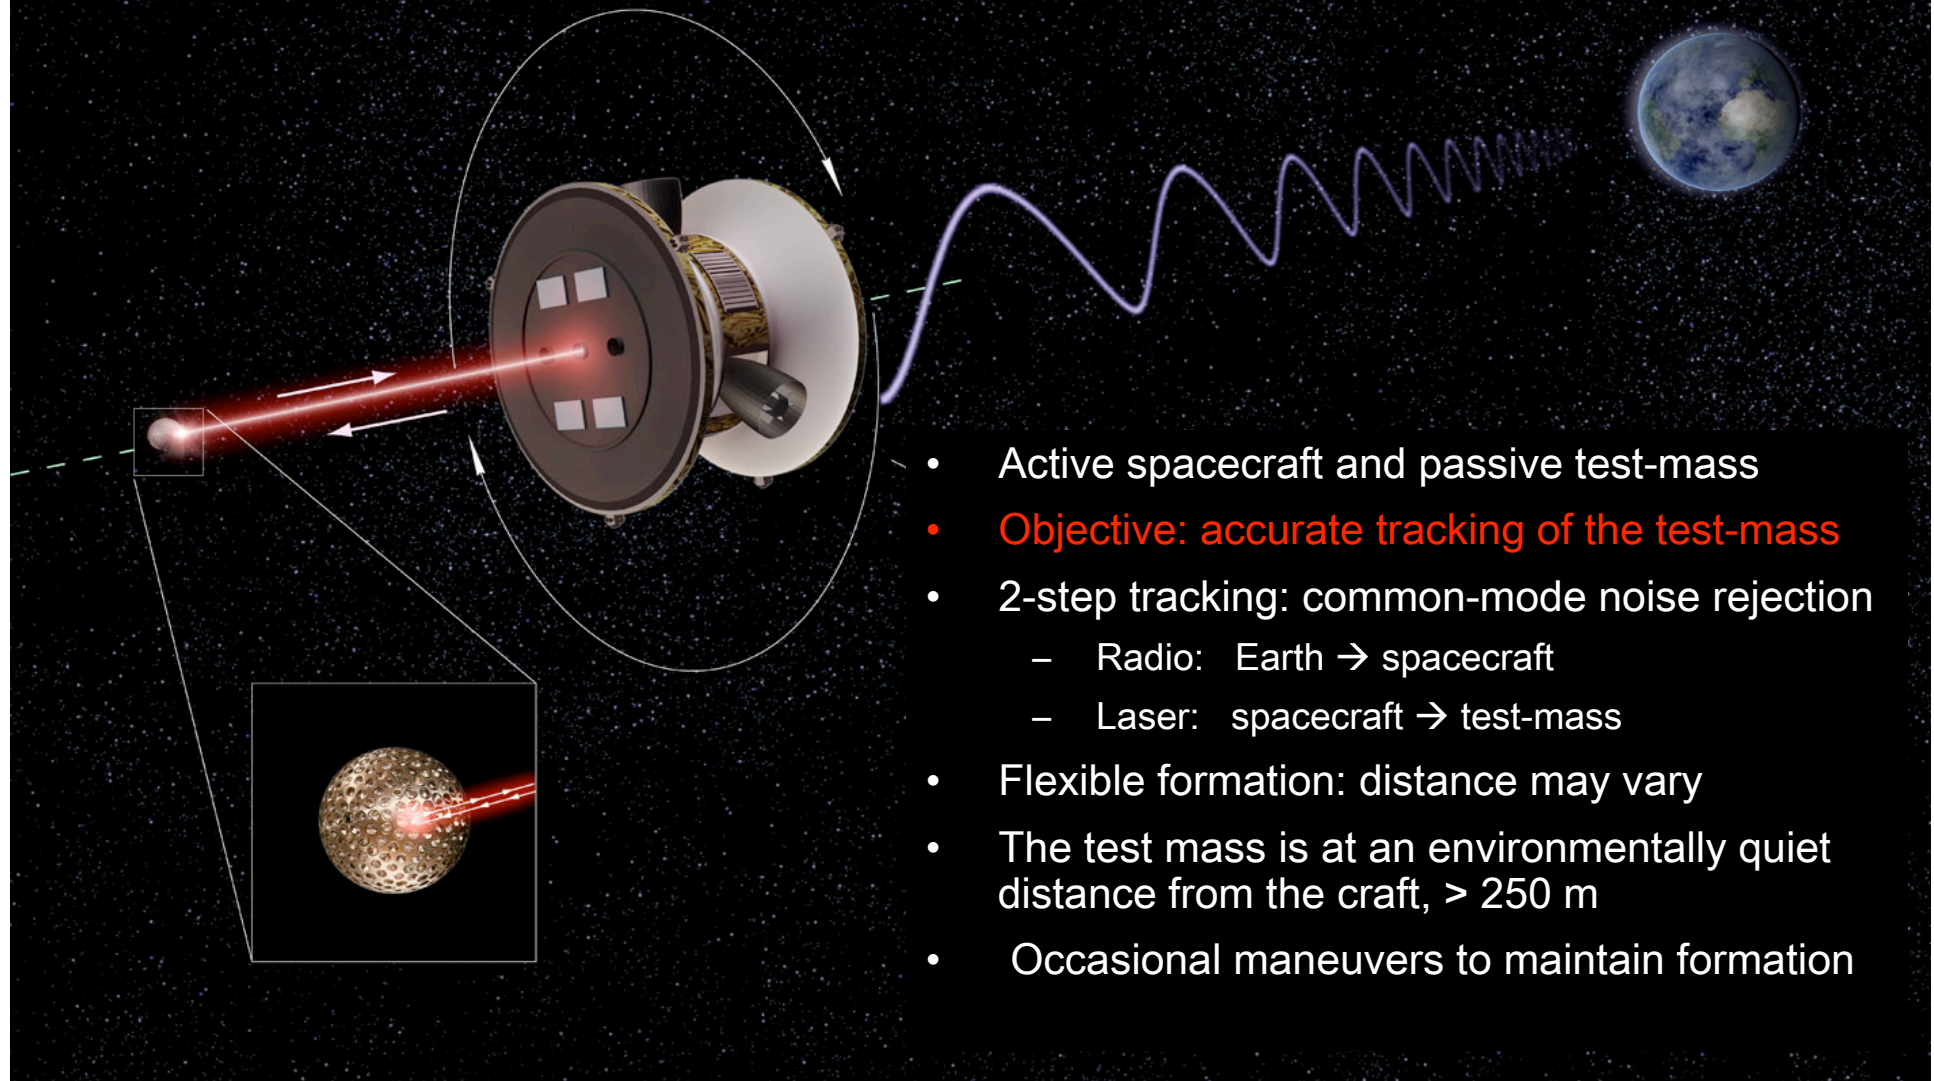 • Active spacecraft and passive test-mass
• Objective: accurate tracking of the test-mass
• 2-step tracking: common-mode noise rejection
– Radio: Earth → spacecraft
– Laser: spacecraft → test-mass
• Flexible formation: distance may vary
• The test mass is at an environmentally quiet
distance from the craft, > 250 m
• Occasional maneuvers to maintain formation